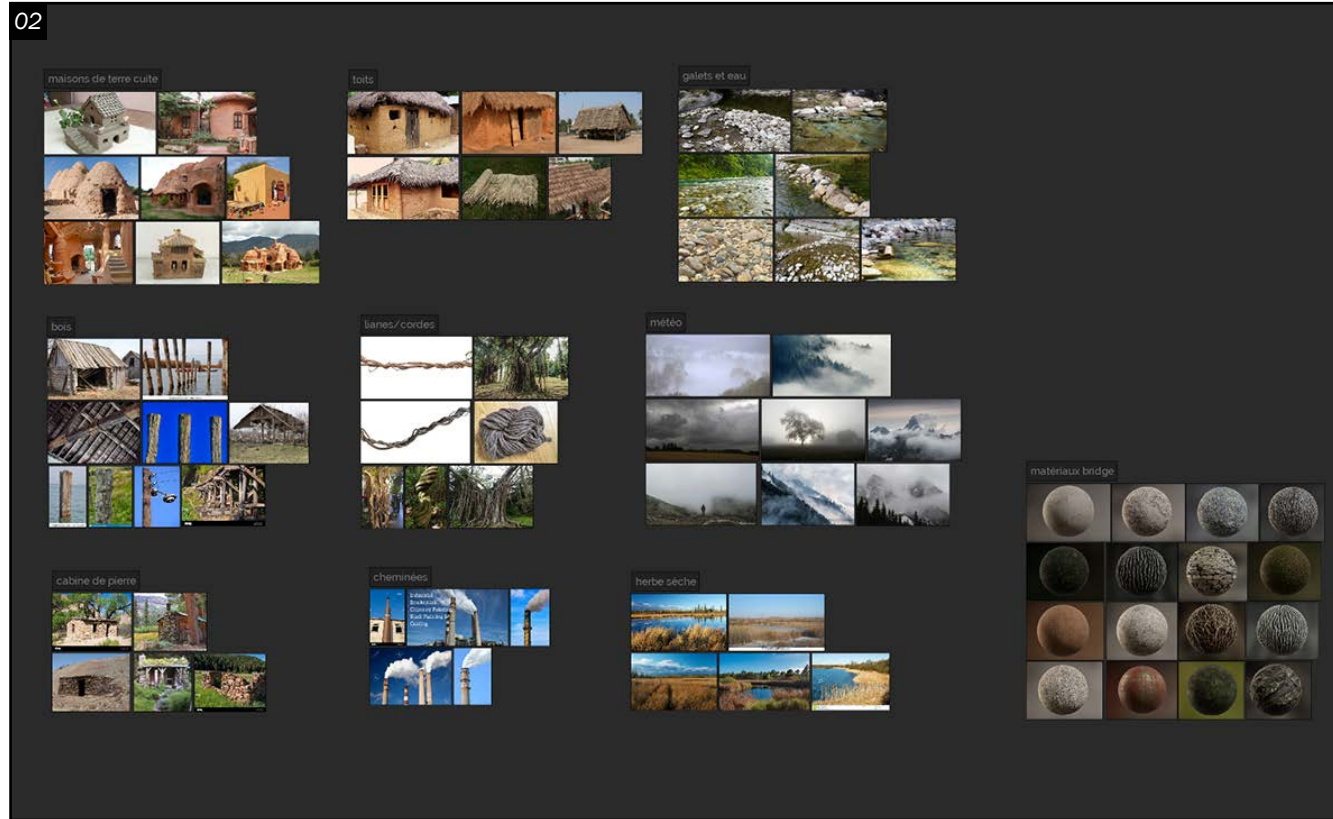 02
maisons de terre cuite
toits
galets et eau
bois
lianes/cordes
météo
matériaux bridge
cabine de pierre
cheminées
herbe sèche
Industrial